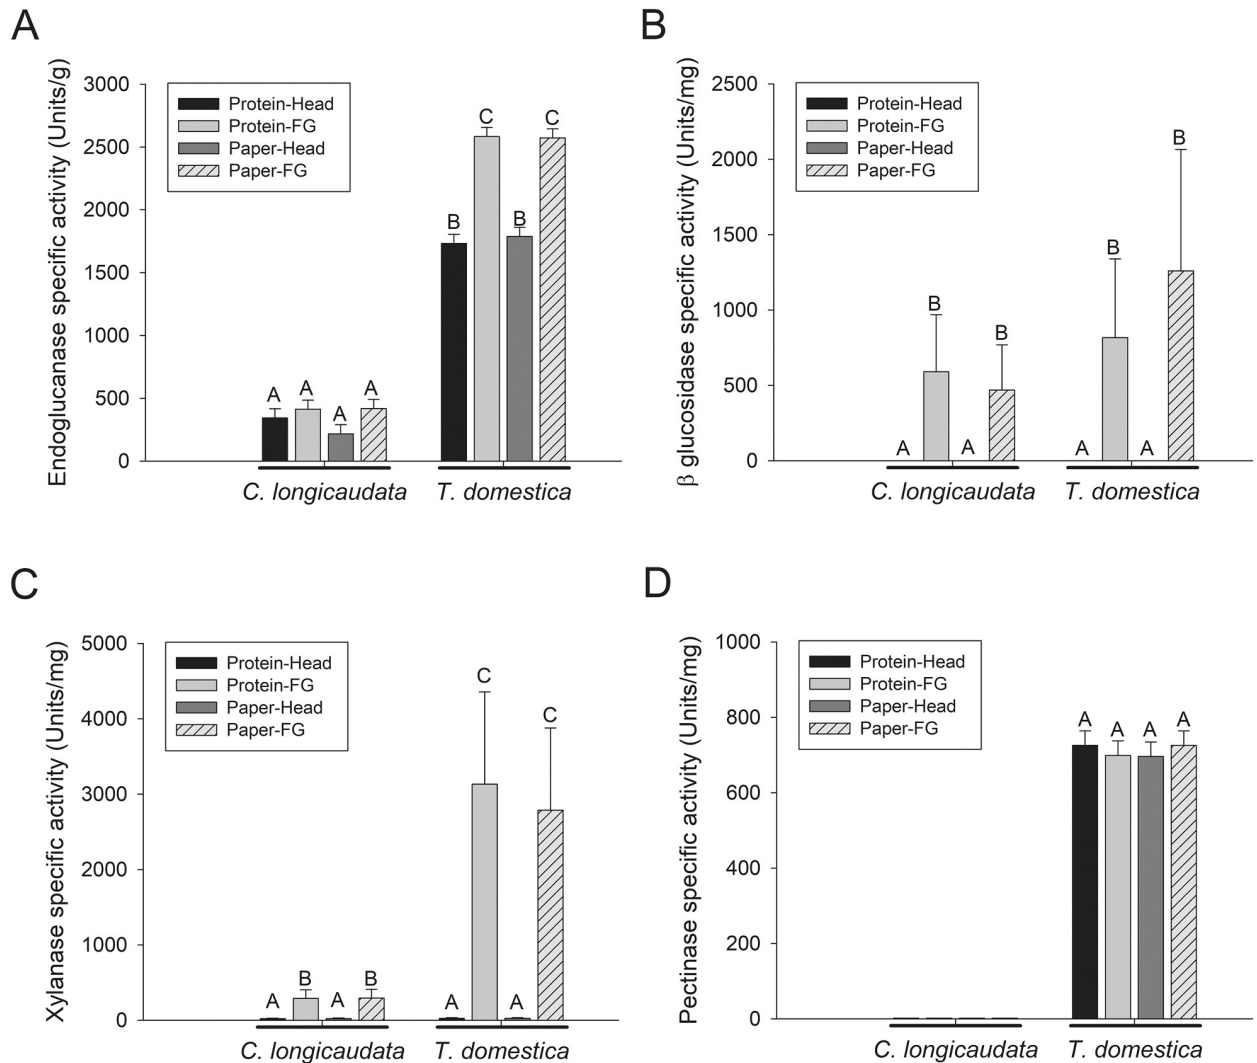 A
Endoglucanase specific activity (Units/g)
3000
2500
2000
1500
1000
500
0
Protein-Head
Protein-FG
Paper-Head
Paper-FG
A
A
A
A
B
C
B
C
C. longicaudata
T. domestica
B
β glucosidase specific activity (Units/mg)
2500
2000
1500
1000
500
0
Protein-Head
Protein-FG
Paper-Head
Paper-FG
A
B
A
B
A
B
A
B
C. longicaudata
T. domestica
C
Xylanase specific activity (Units/mg)
5000
4000
3000
2000
1000
0
Protein-Head
Protein-FG
Paper-Head
Paper-FG
A
B
A
B
A
C
A
C
C. longicaudata
T. domestica
D
Pectinase specific activity (Units/mg)
1000
800
600
400
200
0
Protein-Head
Protein-FG
Paper-Head
Paper-FG
A
A
A
A
C. longicaudata
T. domestica